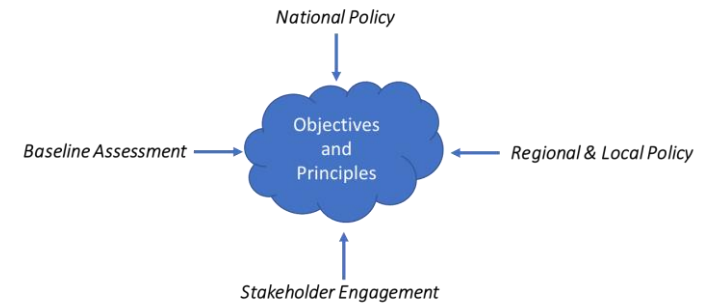 National Policy
Objectives
and
Principles
Baseline Assessment
Regional & Local Policy
Stakeholder Engagement